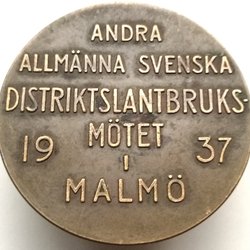 ANDRA
ALLMÄNNA SVENSKA
DISTRIKTSLANTBRUKS-
MÖTET
19 I 37
MALMÖ